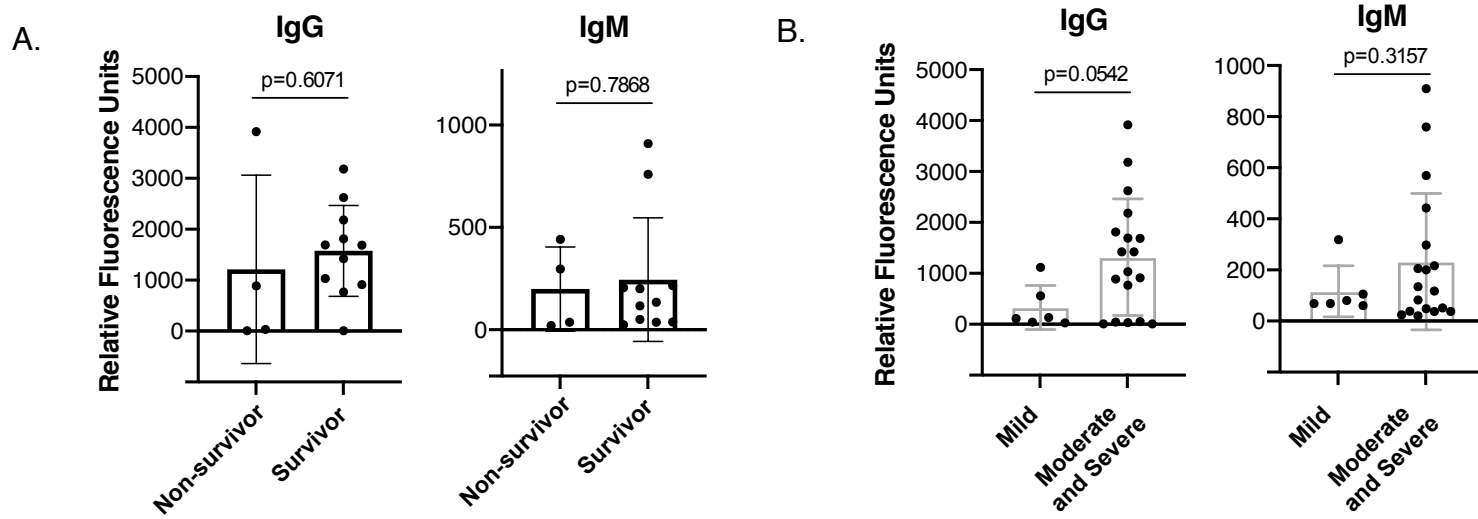 A.
IgG
Relative Fluorescence Units
5000
4000
3000
2000
1000
0
p=0.6071
Non-survivor
Survivor
IgM
1000
500
0
p=0.7868
Non-survivor
Survivor
B.
IgG
Relative Fluorescence Units
5000
4000
3000
2000
1000
0
p=0.0542
Mild
Moderate
and Severe
IgM
1000
800
600
400
200
0
p=0.3157
Mild
Moderate
and Severe